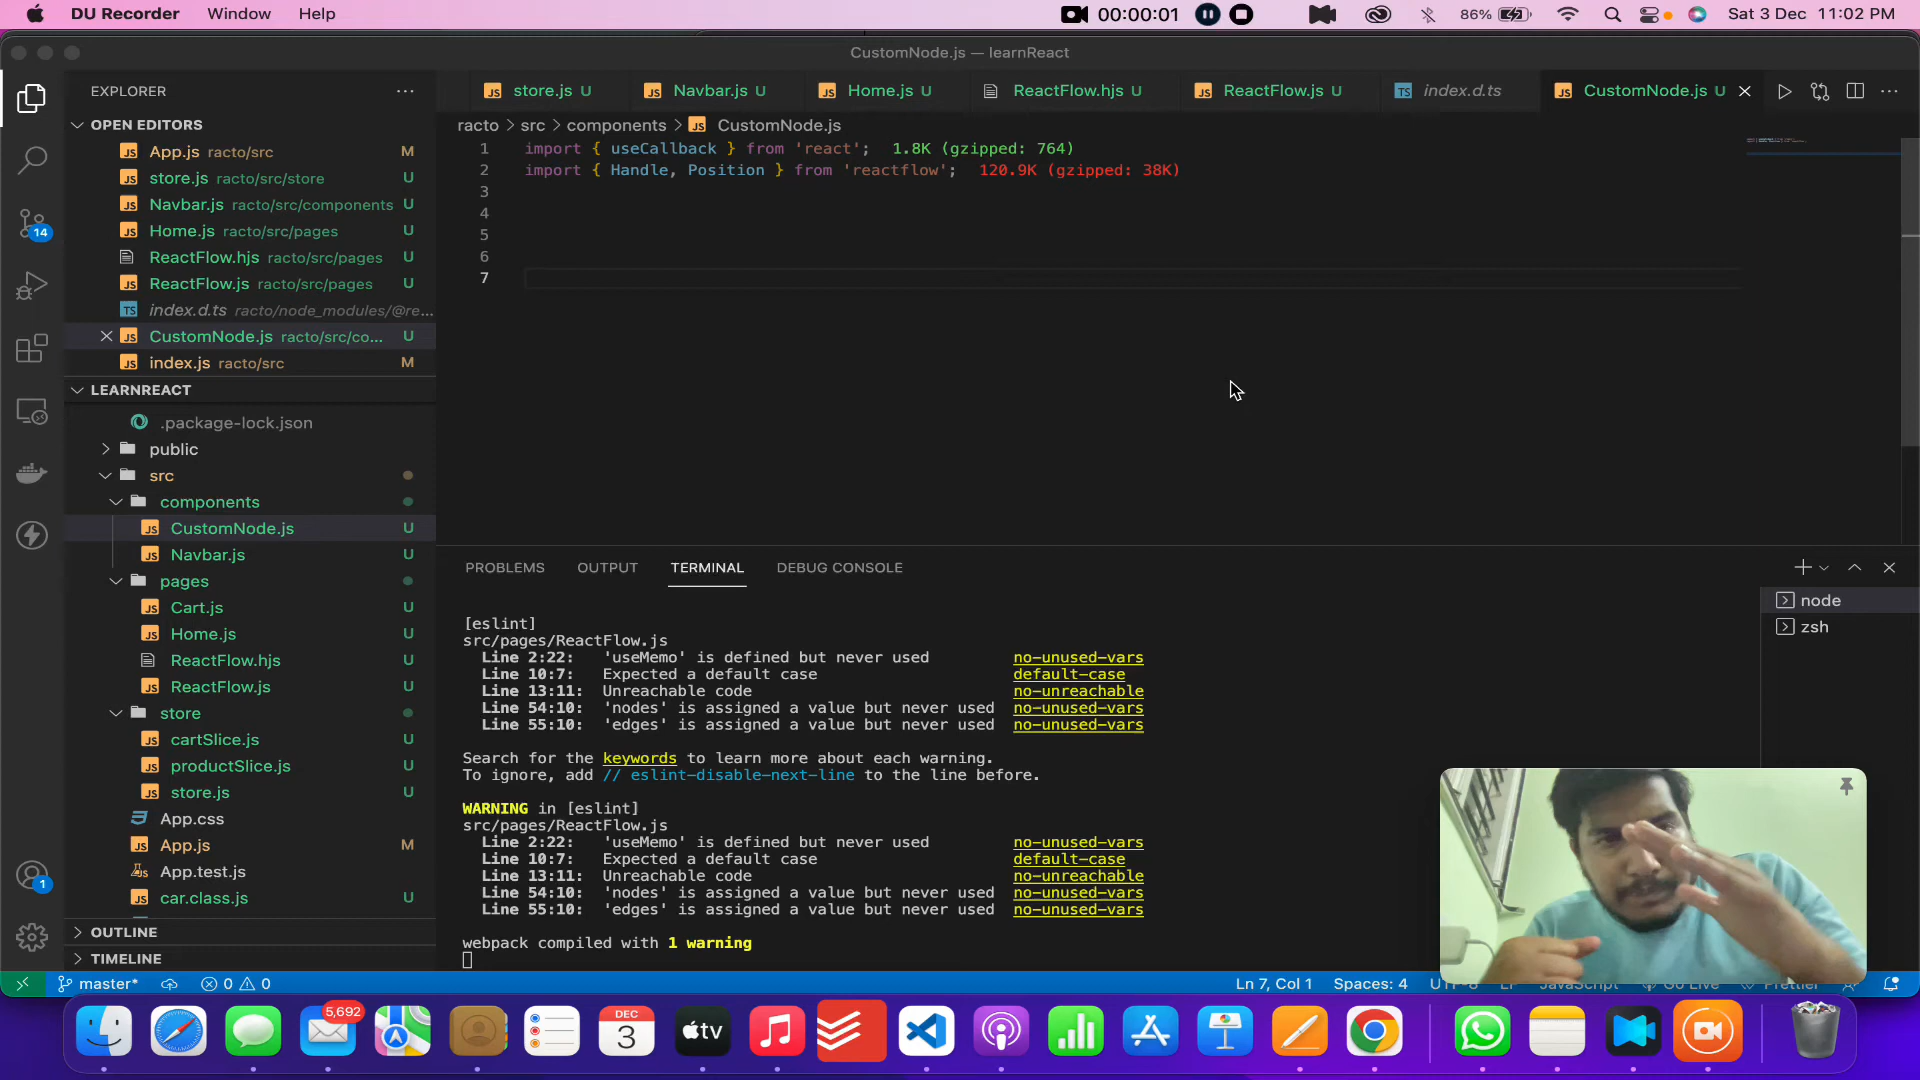 DU Recorder Window Help 00:00:01 86% Sat 3 Dec 11:02 PM
CustomNode.js — learnReact
EXPLORER ...
store.js U Navbar.js U Home.js U ReactFlow.hjs U ReactFlow.js U index.d.ts CustomNode.js U
racto > src > components > CustomNode.js
OPEN EDITORS
App.js racto/src M
store.js racto/src/store U
Navbar.js racto/src/components U
Home.js racto/src/pages U
ReactFlow.hjs racto/src/pages U
ReactFlow.js racto/src/pages U
index.d.ts racto/node_modules/@re...
CustomNode.js racto/src/co... U
index.js racto/src M
LEARNREACT
.package-lock.json
public
src
components
CustomNode.js U
Navbar.js U
pages
Cart.js U
Home.js U
ReactFlow.hjs U
ReactFlow.js U
store
cartSlice.js U
productSlice.js U
store.js U
App.css
App.js M
App.test.js
car.class.js U
OUTLINE
TIMELINE
14
1
1 import { useCallback } from 'react'; 1.8K (gzipped: 764)
2 import { Handle, Position } from 'reactflow'; 120.9K (gzipped: 38K)
3
4
5
6
7
PROBLEMS OUTPUT TERMINAL DEBUG CONSOLE
node
zsh
[eslint]
src/pages/ReactFlow.js
Line 2:22: 'useMemo' is defined but never used no-unused-vars
Line 10:7: Expected a default case default-case
Line 13:11: Unreachable code no-unreachable
Line 54:10: 'nodes' is assigned a value but never used no-unused-vars
Line 55:10: 'edges' is assigned a value but never used no-unused-vars
Search for the keywords to learn more about each warning.
To ignore, add // eslint-disable-next-line to the line before.
WARNING in [eslint]
src/pages/ReactFlow.js
Line 2:22: 'useMemo' is defined but never used no-unused-vars
Line 10:7: Expected a default case default-case
Line 13:11: Unreachable code no-unreachable
Line 54:10: 'nodes' is assigned a value but never used no-unused-vars
Line 55:10: 'edges' is assigned a value but never used no-unused-vars
webpack compiled with 1 warning
master* 0 0 Ln 7, Col 1 Spaces: 4 UTF-8 LF JavaScript Go Live Prettier
5,692
DEC
3
tv